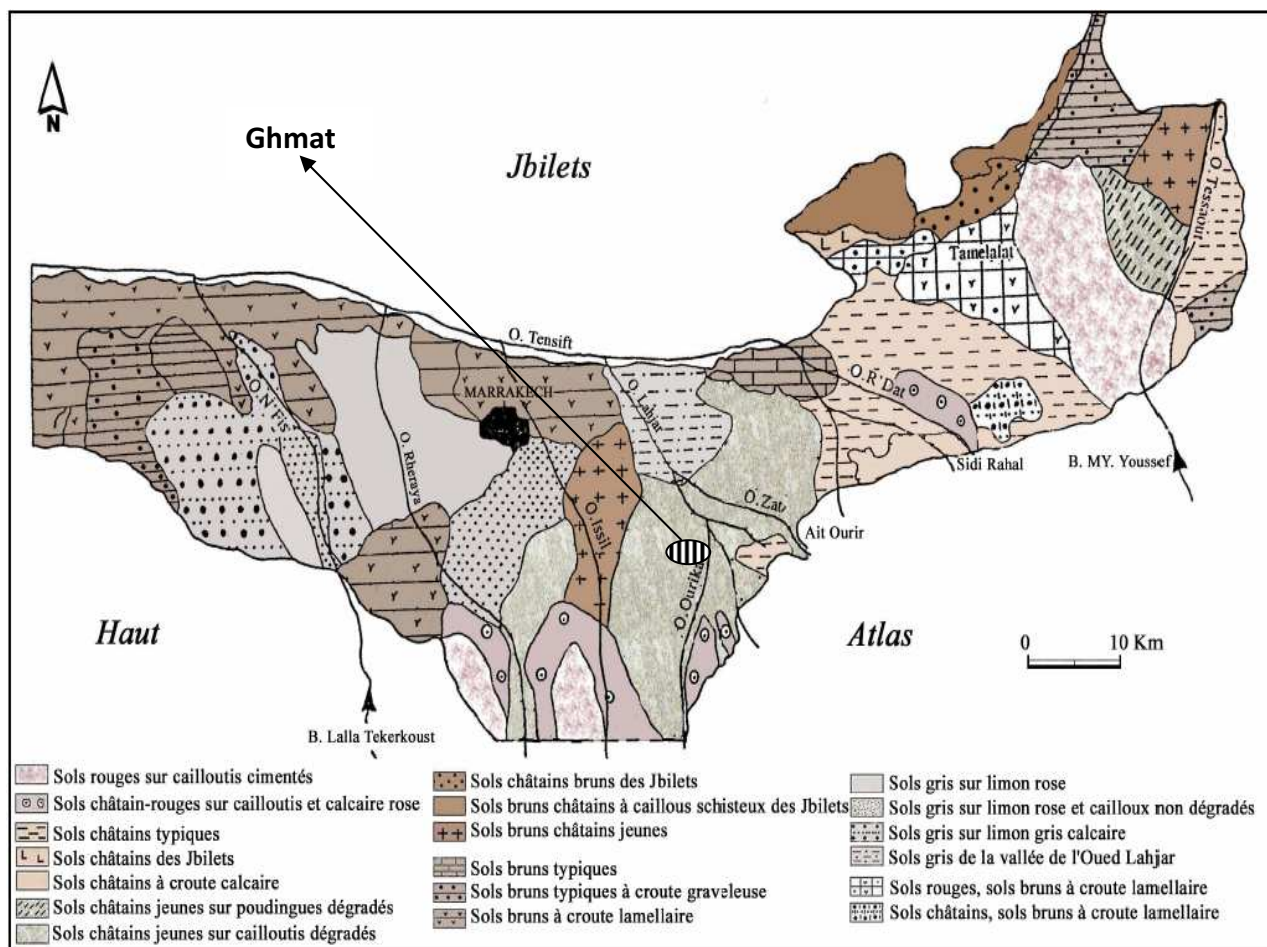 N
Ghmat
Jbilets
O. Tessaout
Tamelalat
O. Tensift
MARRAKECH
O. Lahjar
O.R'Dat
O. N'Fis
O. Rheraya
Sidi Rahal
B. MY. Youssef
O. Zat
O. Issil
Ait Ourir
O. Ourika
Haut
Atlas
0 10 Km
B. Lalla Tekerkoust
Sols rouges sur cailloutis cimentés
Sols châtain-rouges sur cailloutis et calcaire rose
Sols châtains typiques
Sols châtains des Jbilets
Sols châtains à croute calcaire
Sols châtains jeunes sur poudingues dégradés
Sols châtains jeunes sur cailloutis dégradés
Sols châtains bruns des Jbilets
Sols bruns châtains à caillous schisteux des Jbilets
Sols bruns châtains jeunes
Sols bruns typiques
Sols bruns typiques à croute graveleuse
Sols bruns à croute lamellaire
Sols gris sur limon rose
Sols gris sur limon rose et cailloux non dégradés
Sols gris sur limon gris calcaire
Sols gris de la vallée de l'Oued Lahjar
Sols rouges, sols bruns à croute lamellaire
Sols châtains, sols bruns à croute lamellaire